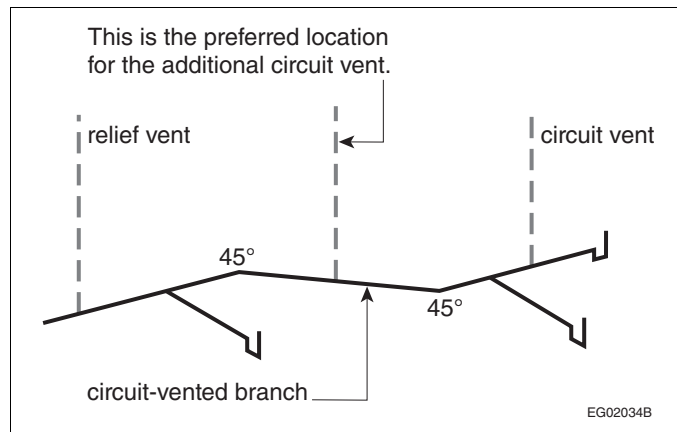 This is the preferred location
for the additional circuit vent.
relief vent
circuit vent
45°
45°
circuit-vented branch
EG02034B